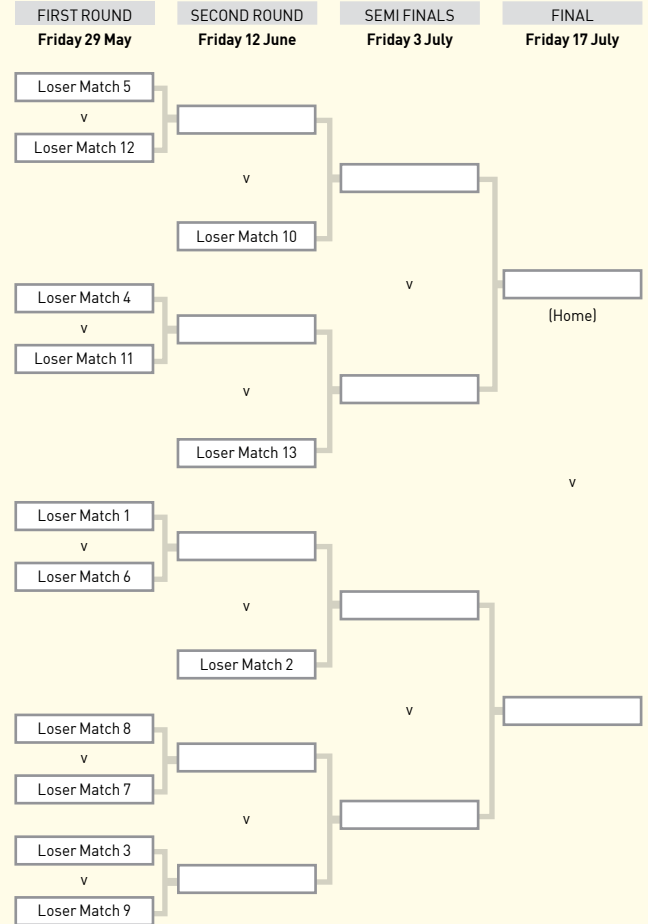 FIRST ROUND
Friday 29 May
Loser Match 5
v
Loser Match 12
Loser Match 4
v
Loser Match 11
Loser Match 1
v
Loser Match 6
Loser Match 8
v
Loser Match 7
Loser Match 3
v
Loser Match 9
SECOND ROUND
Friday 12 June
v
Loser Match 10
v
Loser Match 13
v
Loser Match 2
v
SEMI FINALS
Friday 3 July
v
v
FINAL
Friday 17 July
(Home)
v